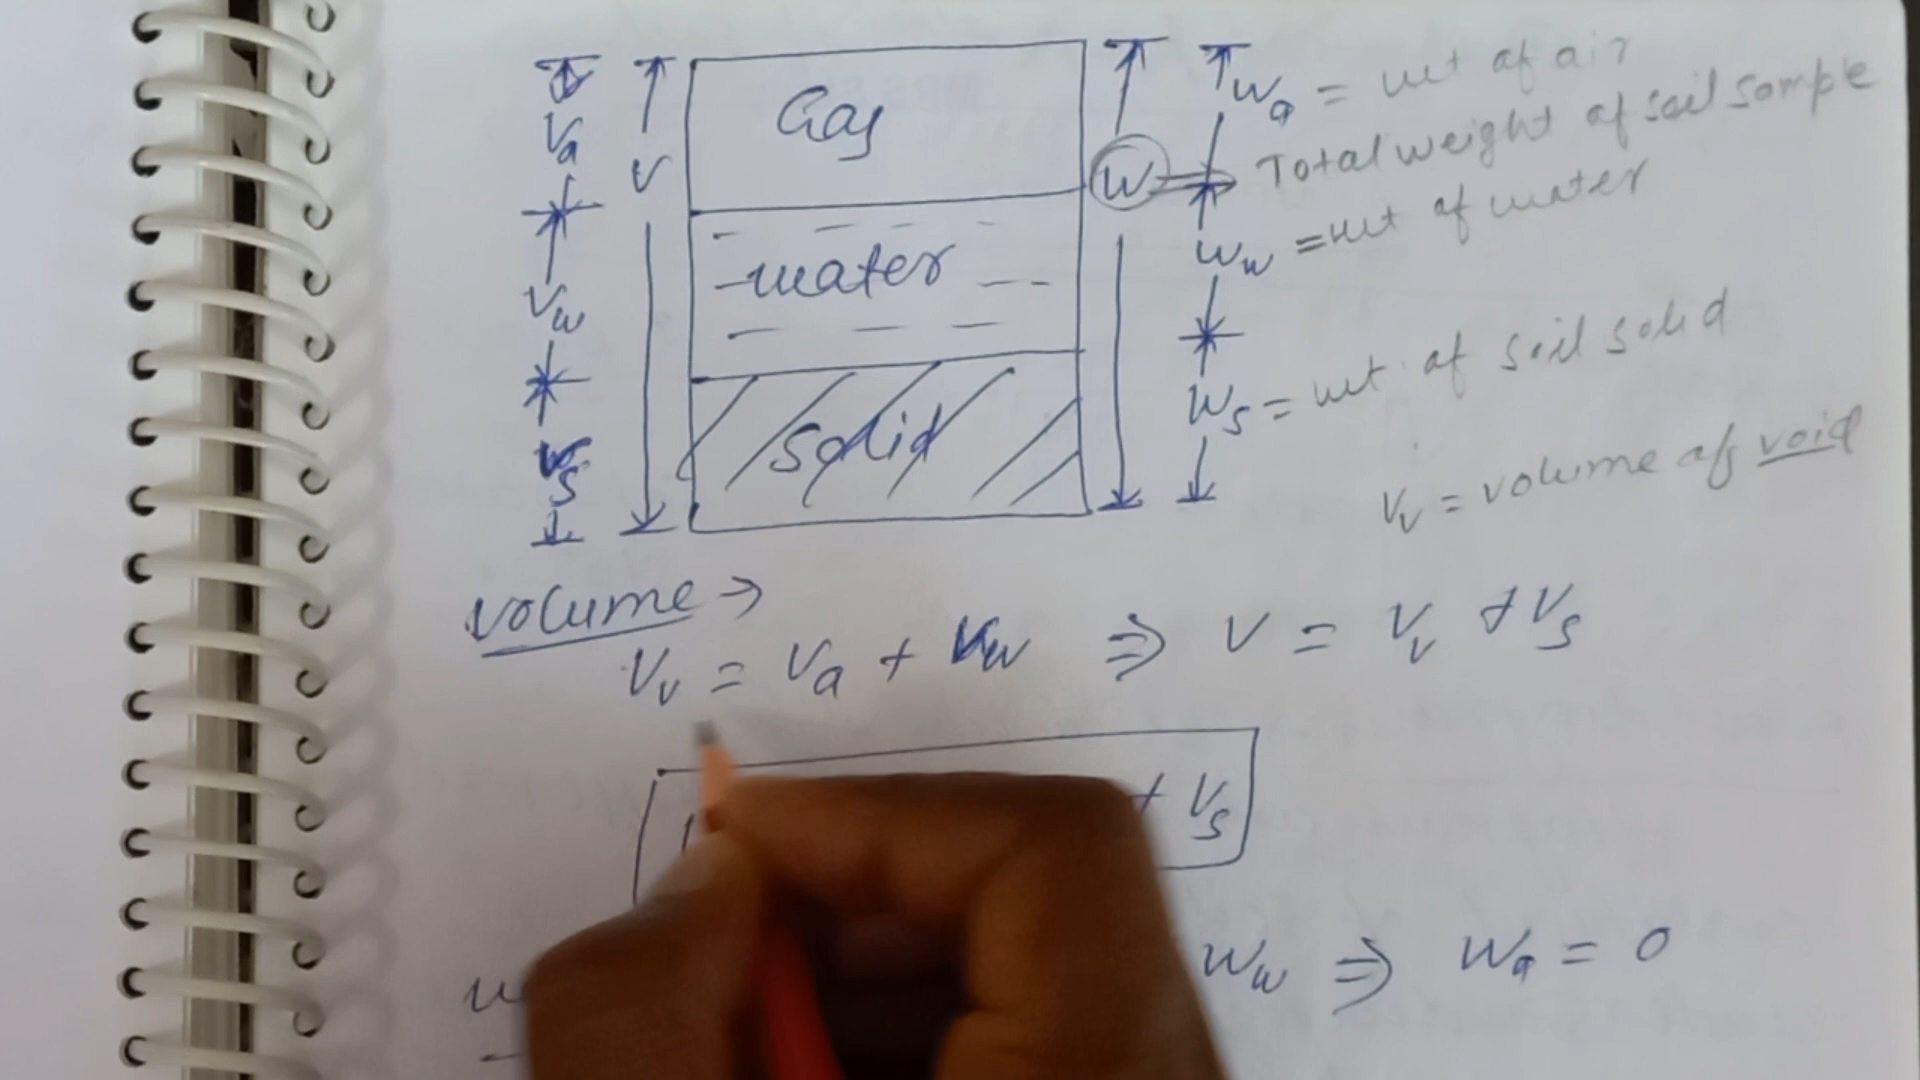 Va V Gas W Wa = wt of air
Total weight of soil sample
Vw water Ww = wt of water
Vs solid Ws = wt. of soil solid
Vv = volume of void
Volume →
Vv = Va + Vw ⇒ V = Vv + Vs
+ Vs
Ww ⇒ Wa = 0